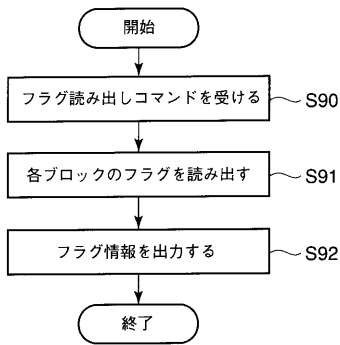 開始
フラグ読み出しコマンドを受ける S90
各ブロックのフラグを読み出す S91
フラグ情報を出力する S92
終了